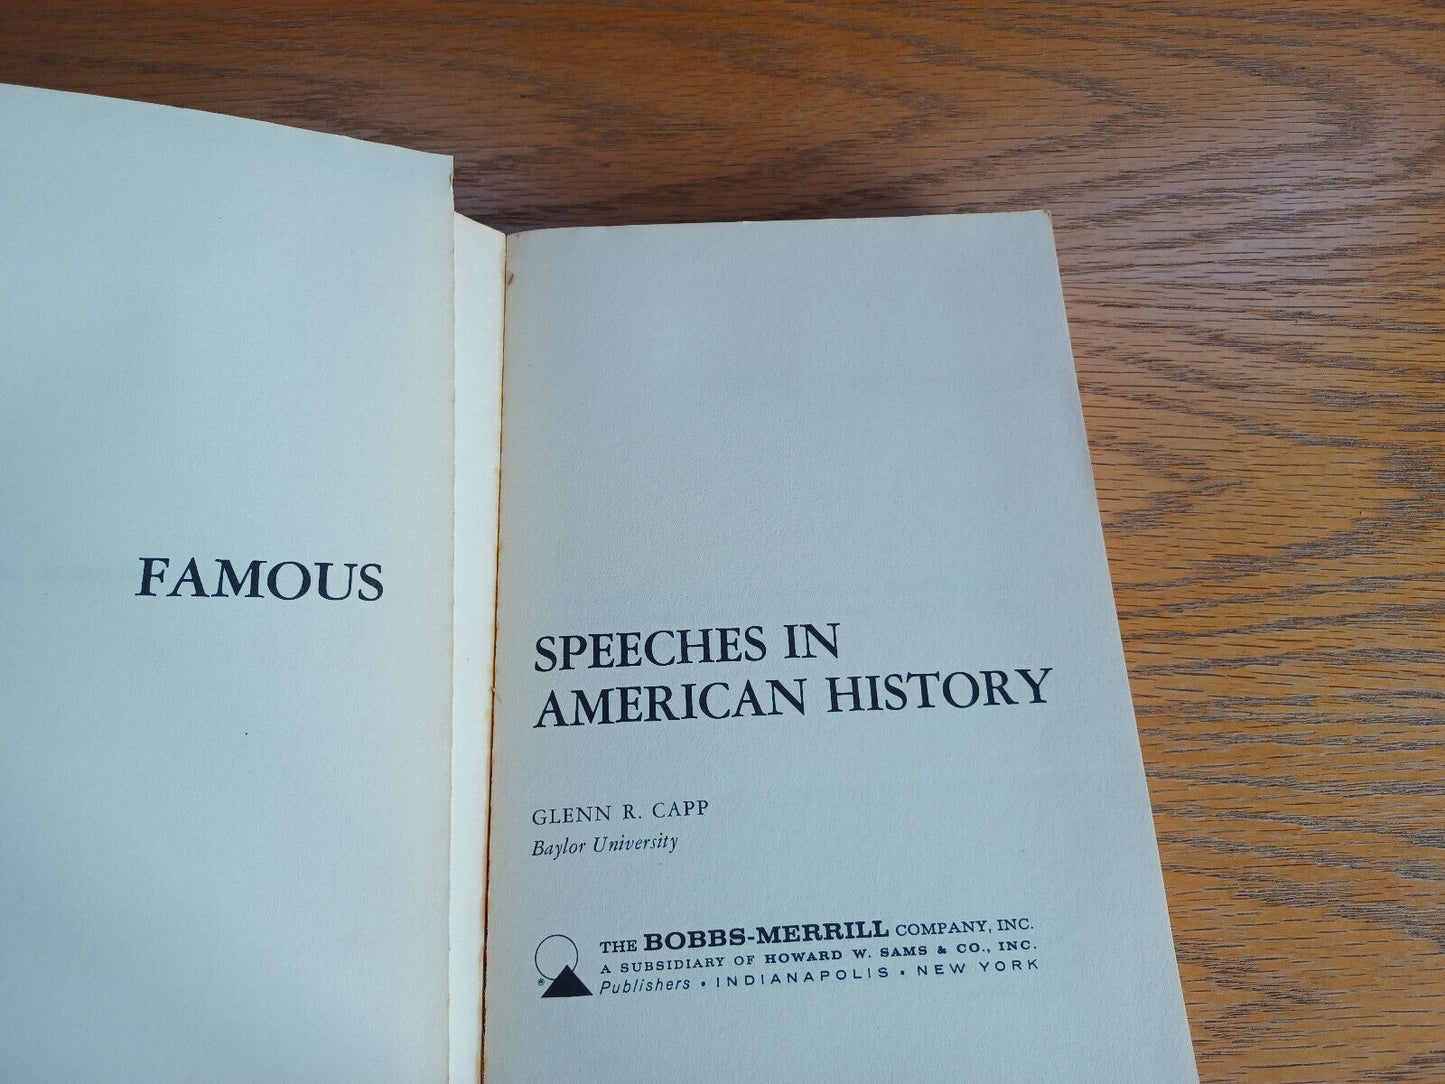 FAMOUS
SPEECHES IN
AMERICAN HISTORY
GLENN R. CAPP
Baylor University
THE BOBBS-MERRILL COMPANY, INC.
A SUBSIDIARY OF HOWARD W. SAMS & CO., INC.
® Publishers • INDIANAPOLIS • NEW YORK